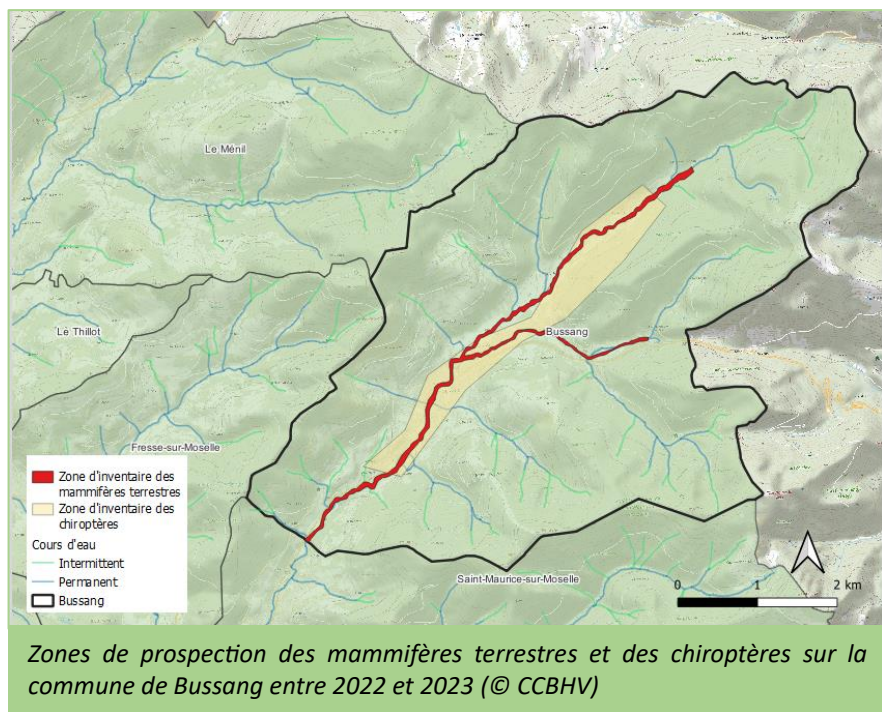 Le Ménil
Le Thillot
Bussang
Fresse-sur-Moselle
Zone d'inventaire des
mammifères terrestres
Zone d'inventaire des
chiroptères
Cours d'eau
Intermittent
Permanent
Bussang
Saint-Maurice-sur-Moselle
0 1 2 km
Zones de prospection des mammifères terrestres et des chiroptères sur la
commune de Bussang entre 2022 et 2023 (© CCBHV)